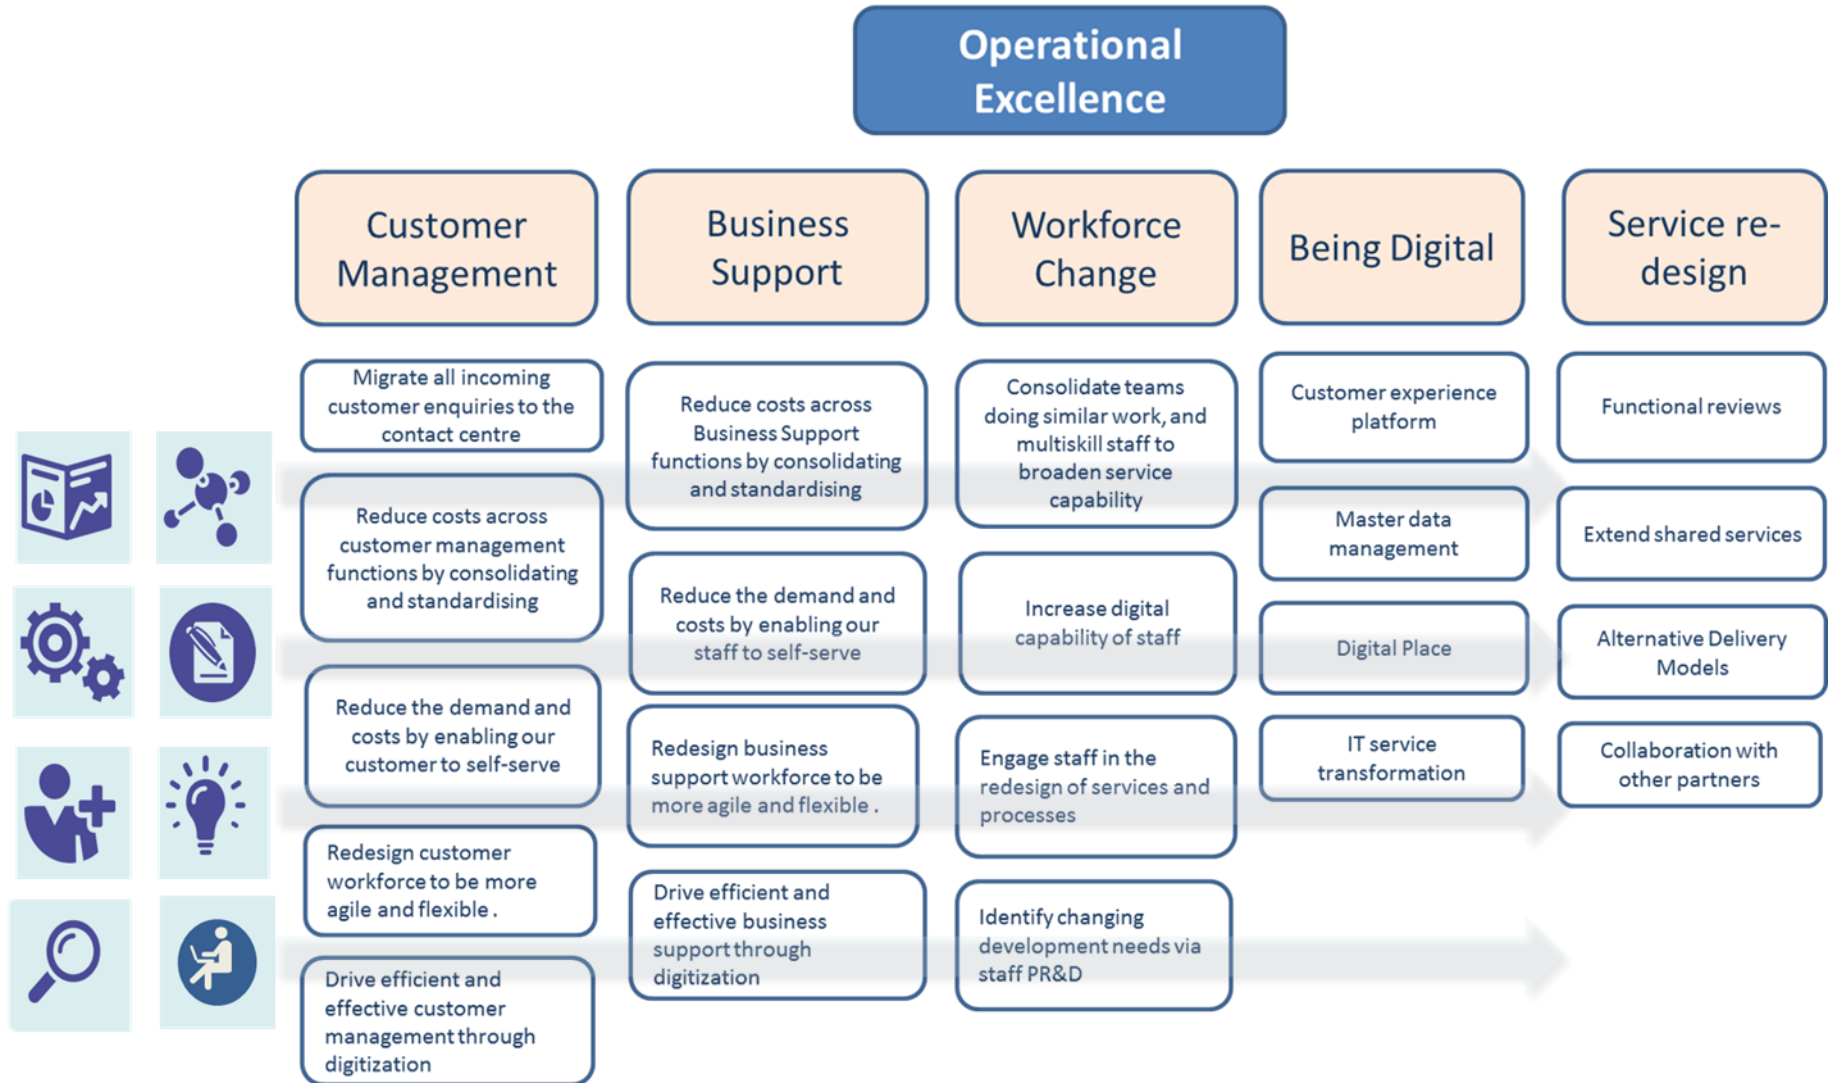 Operational
Excellence
Customer
Management
Business
Support
Workforce
Change
Being Digital
Service re-
design
Migrate all incoming
customer enquiries to the
contact centre
Reduce costs across
customer management
functions by consolidating
and standardising
Reduce the demand and
costs by enabling our
customer to self-serve
Redesign customer
workforce to be more
agile and flexible .
Drive efficient and
effective customer
management through
digitization
Reduce costs across
Business Support
functions by consolidating
and standardising
Reduce the demand and
costs by enabling our
staff to self-serve
Redesign business
support workforce to be
more agile and flexible .
Drive efficient and
effective business
support through
digitization
Consolidate teams
doing similar work, and
multiskill staff to
broaden service
capability
Increase digital
capability of staff
Engage staff in the
redesign of services and
processes
Identify changing
development needs via
staff PR&D
Customer experience
platform
Master data
management
Digital Place
IT service
transformation
Functional reviews
Extend shared services
Alternative Delivery
Models
Collaboration with
other partners